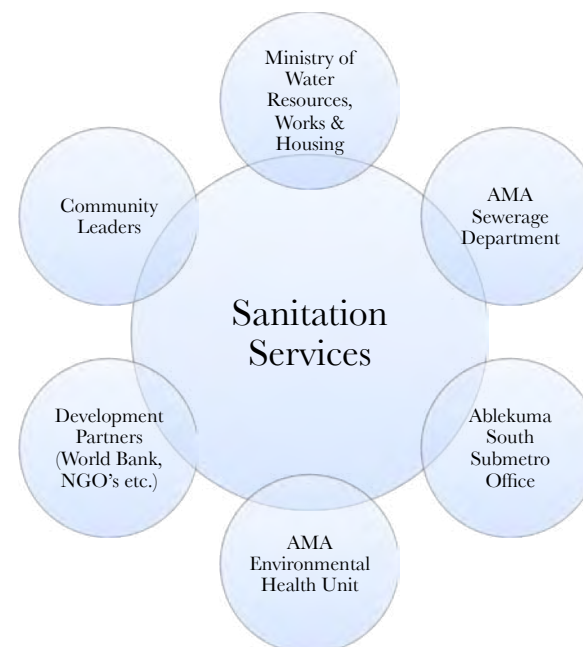 Ministry of
Water
Resources,
Works &
Housing
Community
Leaders
AMA
Sewerage
Department
Sanitation
Services
Development
Partners
(World Bank,
NGO's etc.)
Ablekuma
South
Submetro
Office
AMA
Environmental
Health Unit